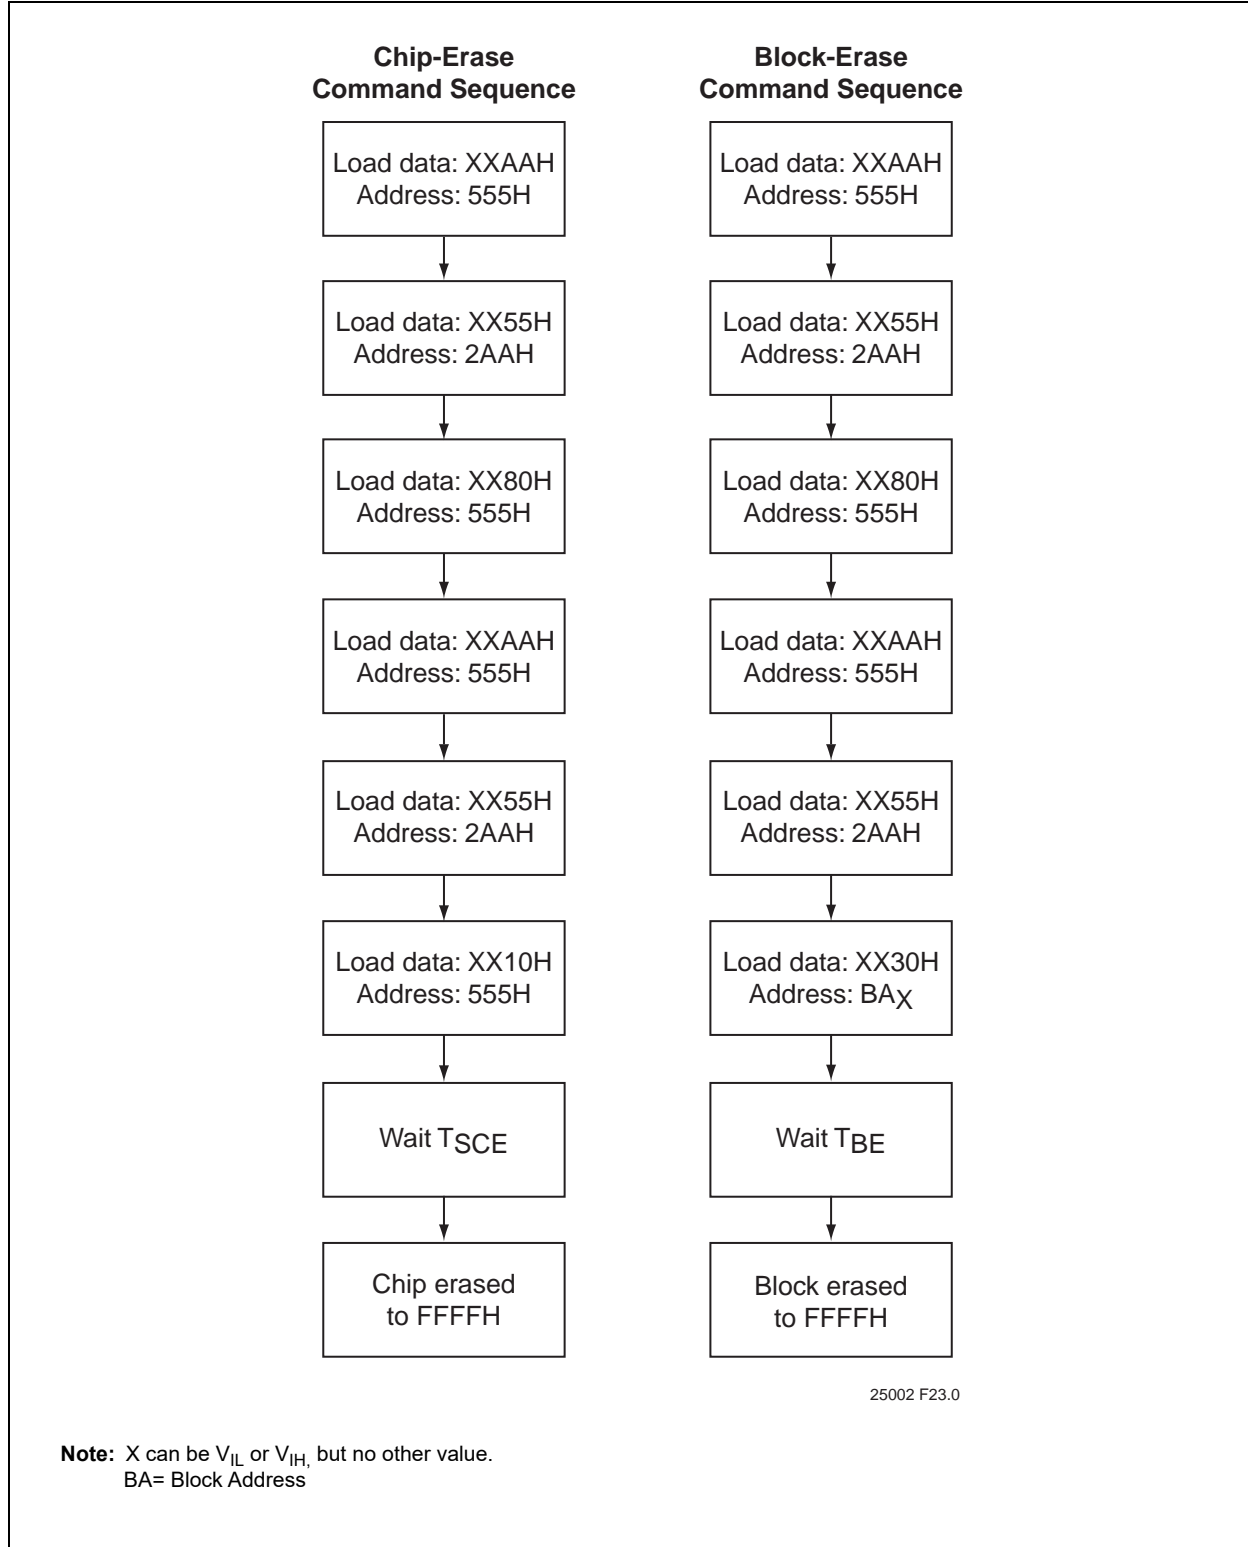 Chip-Erase
Command Sequence
Load data: XXAAH
Address: 555H
Load data: XX55H
Address: 2AAH
Load data: XX80H
Address: 555H
Load data: XXAAH
Address: 555H
Load data: XX55H
Address: 2AAH
Load data: XX10H
Address: 555H
Wait TSCE
Chip erased
to FFFFH
Block-Erase
Command Sequence
Load data: XXAAH
Address: 555H
Load data: XX55H
Address: 2AAH
Load data: XX80H
Address: 555H
Load data: XXAAH
Address: 555H
Load data: XX55H
Address: 2AAH
Load data: XX30H
Address: BAX
Wait TBE
Block erased
to FFFFH
25002 F23.0
Note: X can be VIL or VIH, but no other value.
BA= Block Address